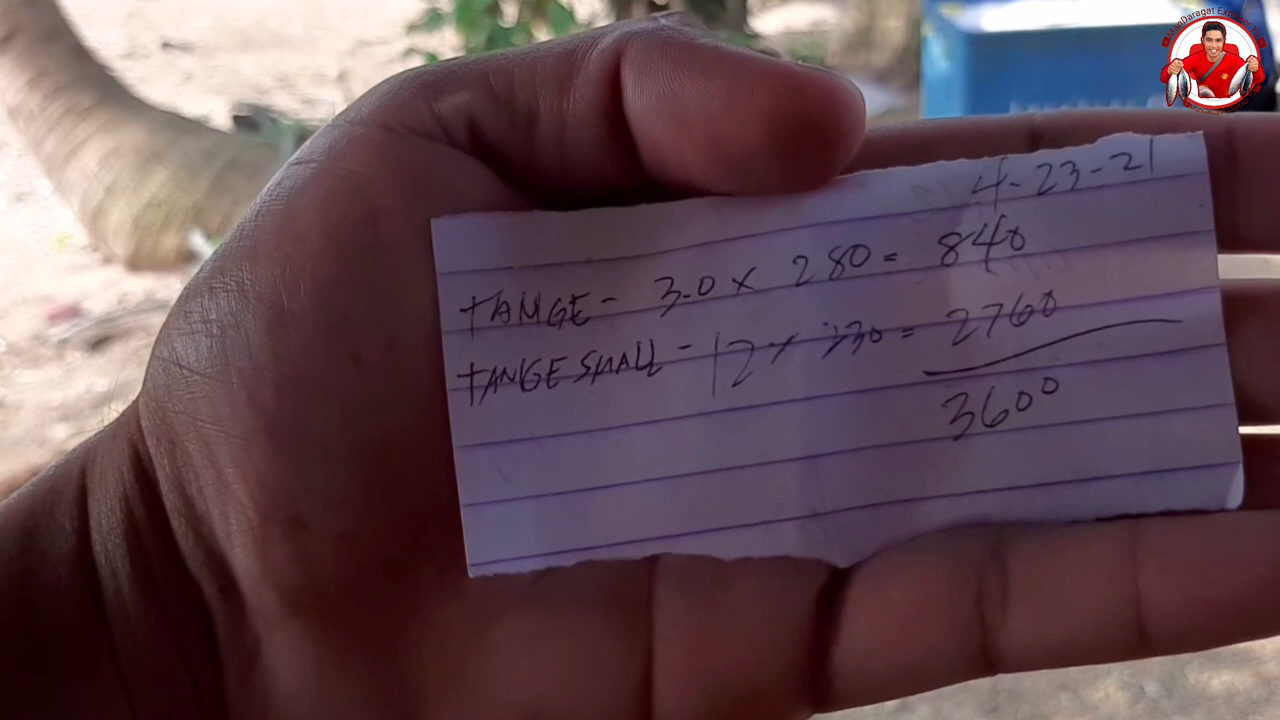 4-23-21
TANGE - 3.0 x 280 = 840
TANGE SMALL - 12 x 230 = 2760
3600